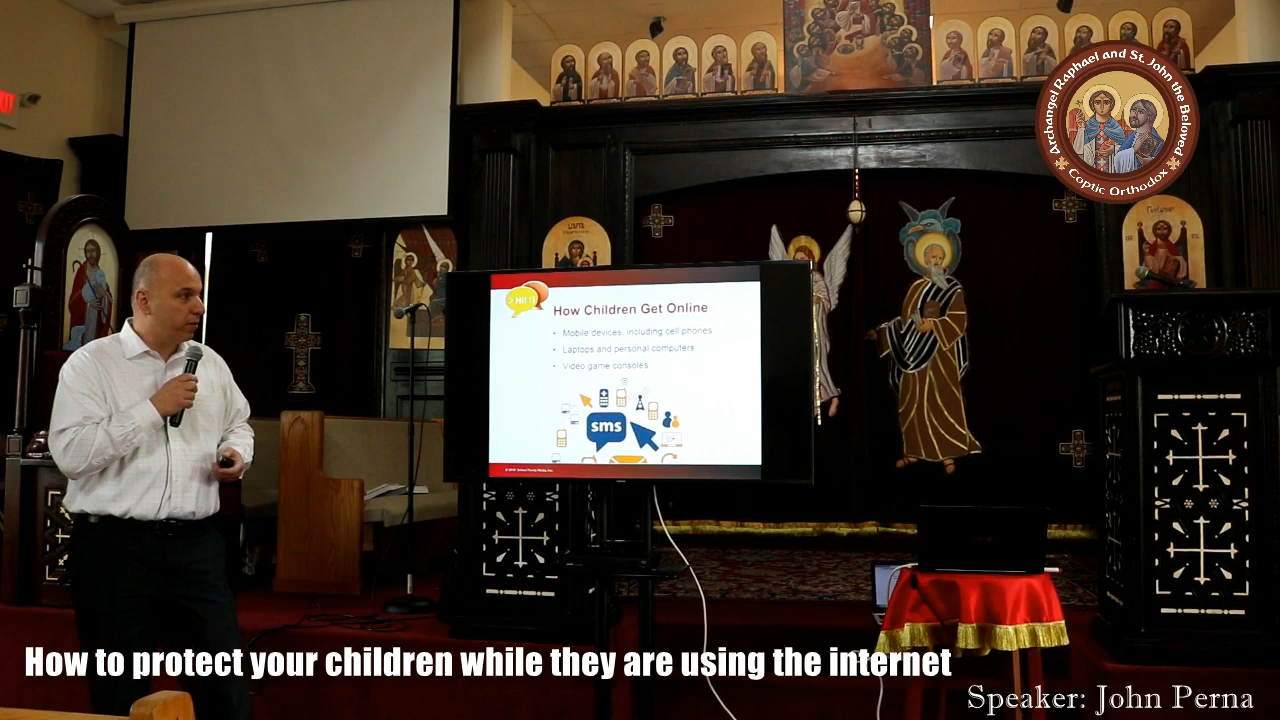 EXIT
Archangel Raphael and St. John the Beloved
Coptic Orthodox
> Hi! :)
How Children Get Online
• Mobile devices, including cell phones
• Laptops and personal computers
• Video game consoles
sms
How to protect your children while they are using the internet
Speaker: John Perna